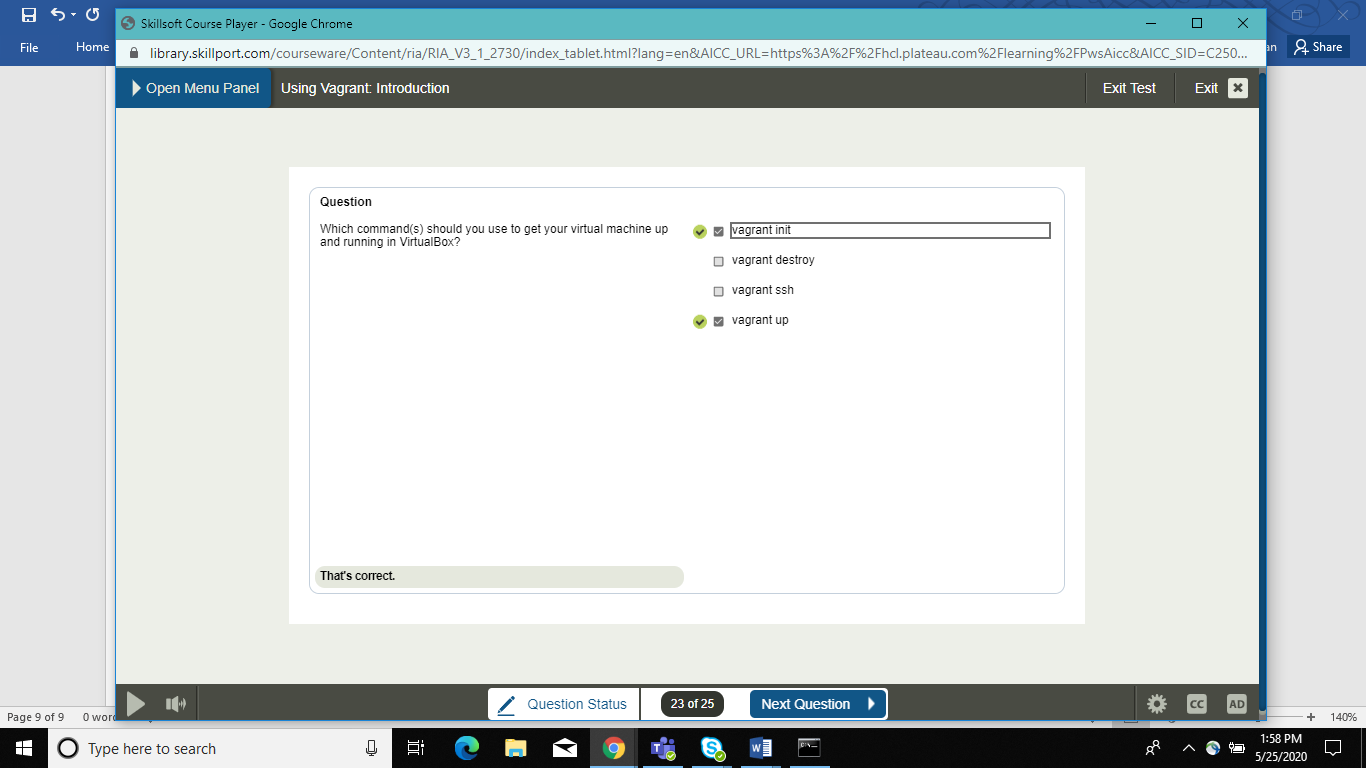 Skillsoft Course Player - Google Chrome
File
Home
Share
library.skillport.com/courseware/Content/ria/RIA_V3_1_2730/index_tablet.html?lang=en&AICC_URL=https%3A%2F%2Fhcl.plateau.com%2Flearning%2FPwsAicc&AICC_SID=C250...
Open Menu Panel
Using Vagrant: Introduction
Exit Test
Exit
Question
Which command(s) should you use to get your virtual machine up
and running in VirtualBox?
vagrant init
vagrant destroy
vagrant ssh
vagrant up
That's correct.
Question Status
23 of 25
Next Question
CC
AD
Page 9 of 9
0 wor
140%
Type here to search
1:58 PM
5/25/2020